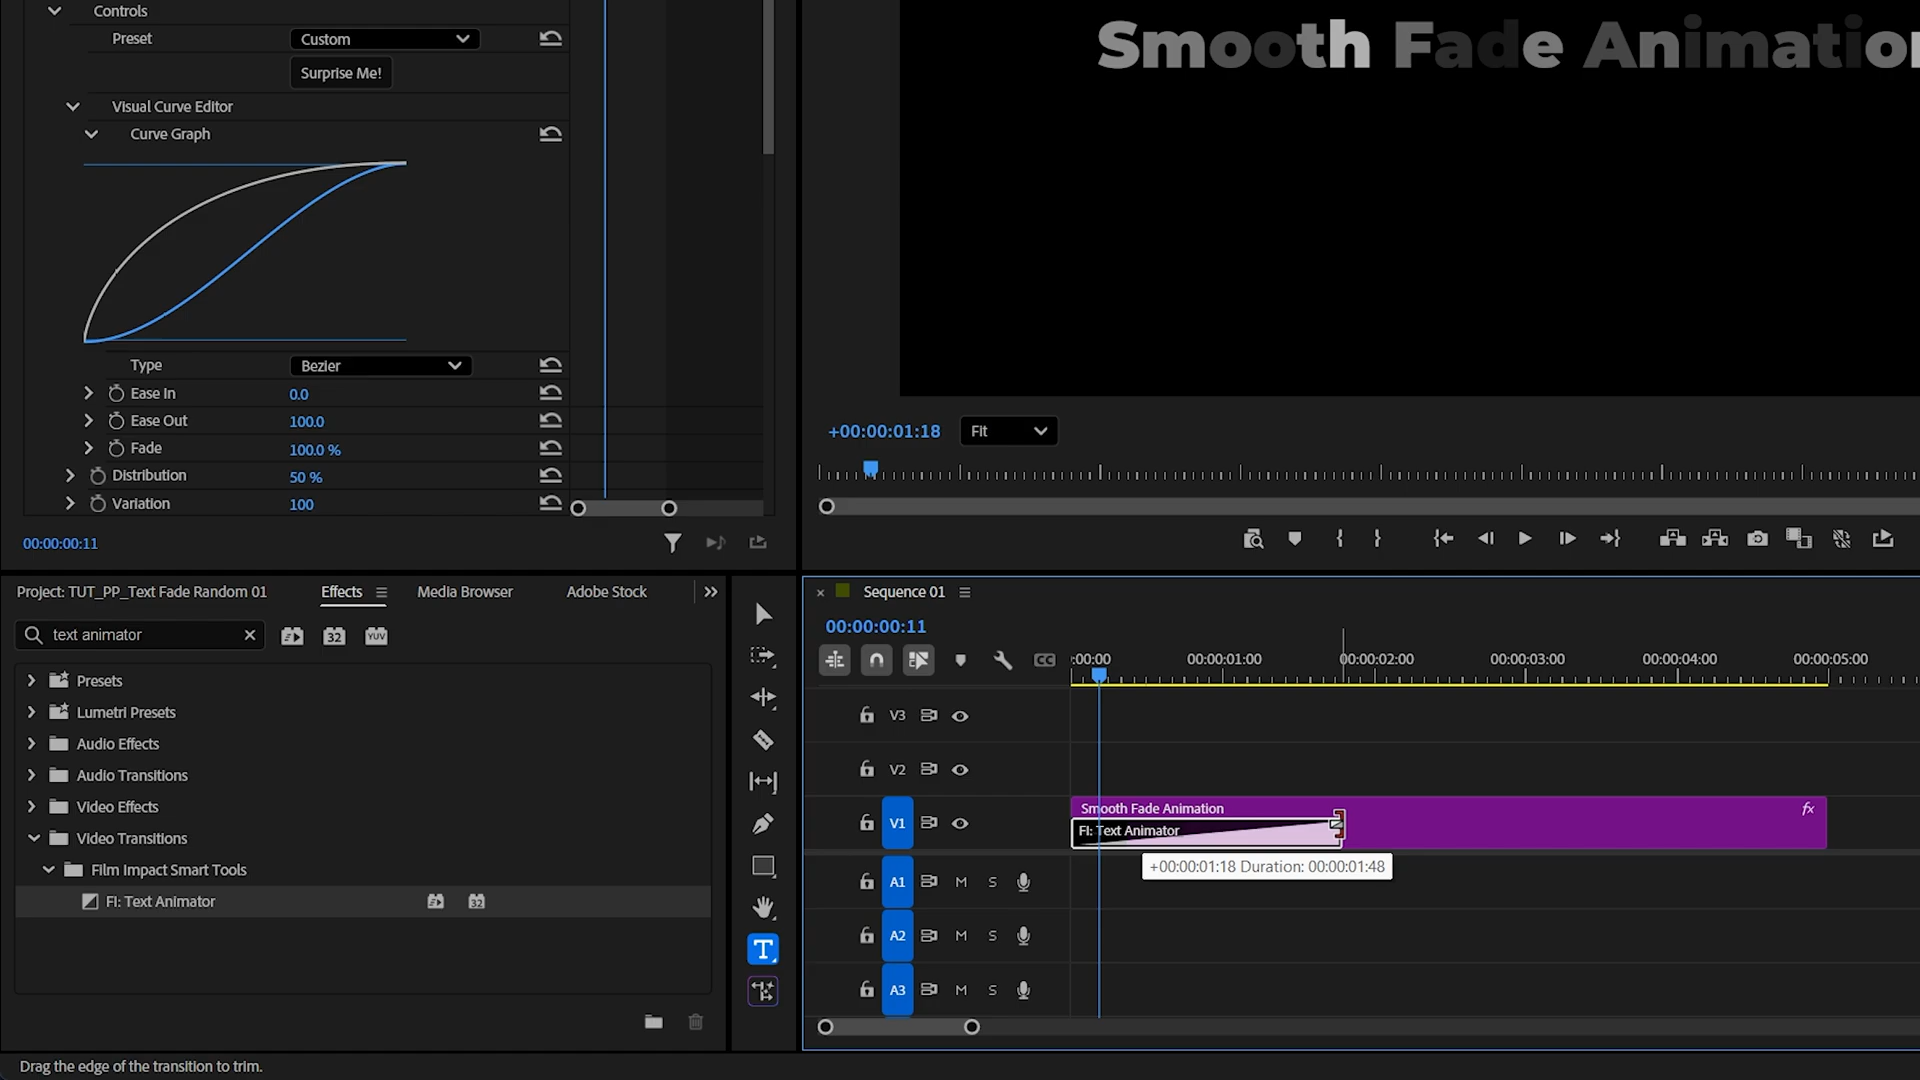 Controls
Preset
Custom
Surprise Me!
Visual Curve Editor
Curve Graph
Type
Bezier
Ease In
0.0
Ease Out
100.0
Fade
100.0 %
Distribution
50 %
Variation
100
00:00:00:11
Smooth Fade Animation
+00:00:01:18
Fit
Project: TUT_PP_Text Fade Random 01
Effects
Media Browser
Adobe Stock
text animator
32
YUV
Presets
Lumetri Presets
Audio Effects
Audio Transitions
Video Effects
Video Transitions
Film Impact Smart Tools
FI: Text Animator
32
Sequence 01
00:00:00:11
CC
:00:00
00:00:01:00
00:00:02:00
00:00:03:00
00:00:04:00
00:00:05:00
V3
V2
V1
Smooth Fade Animation
fx
FI: Text Animator
+00:00:01:18 Duration: 00:00:01:48
A1 M S
A2 M S
A3 M S
Drag the edge of the transition to trim.